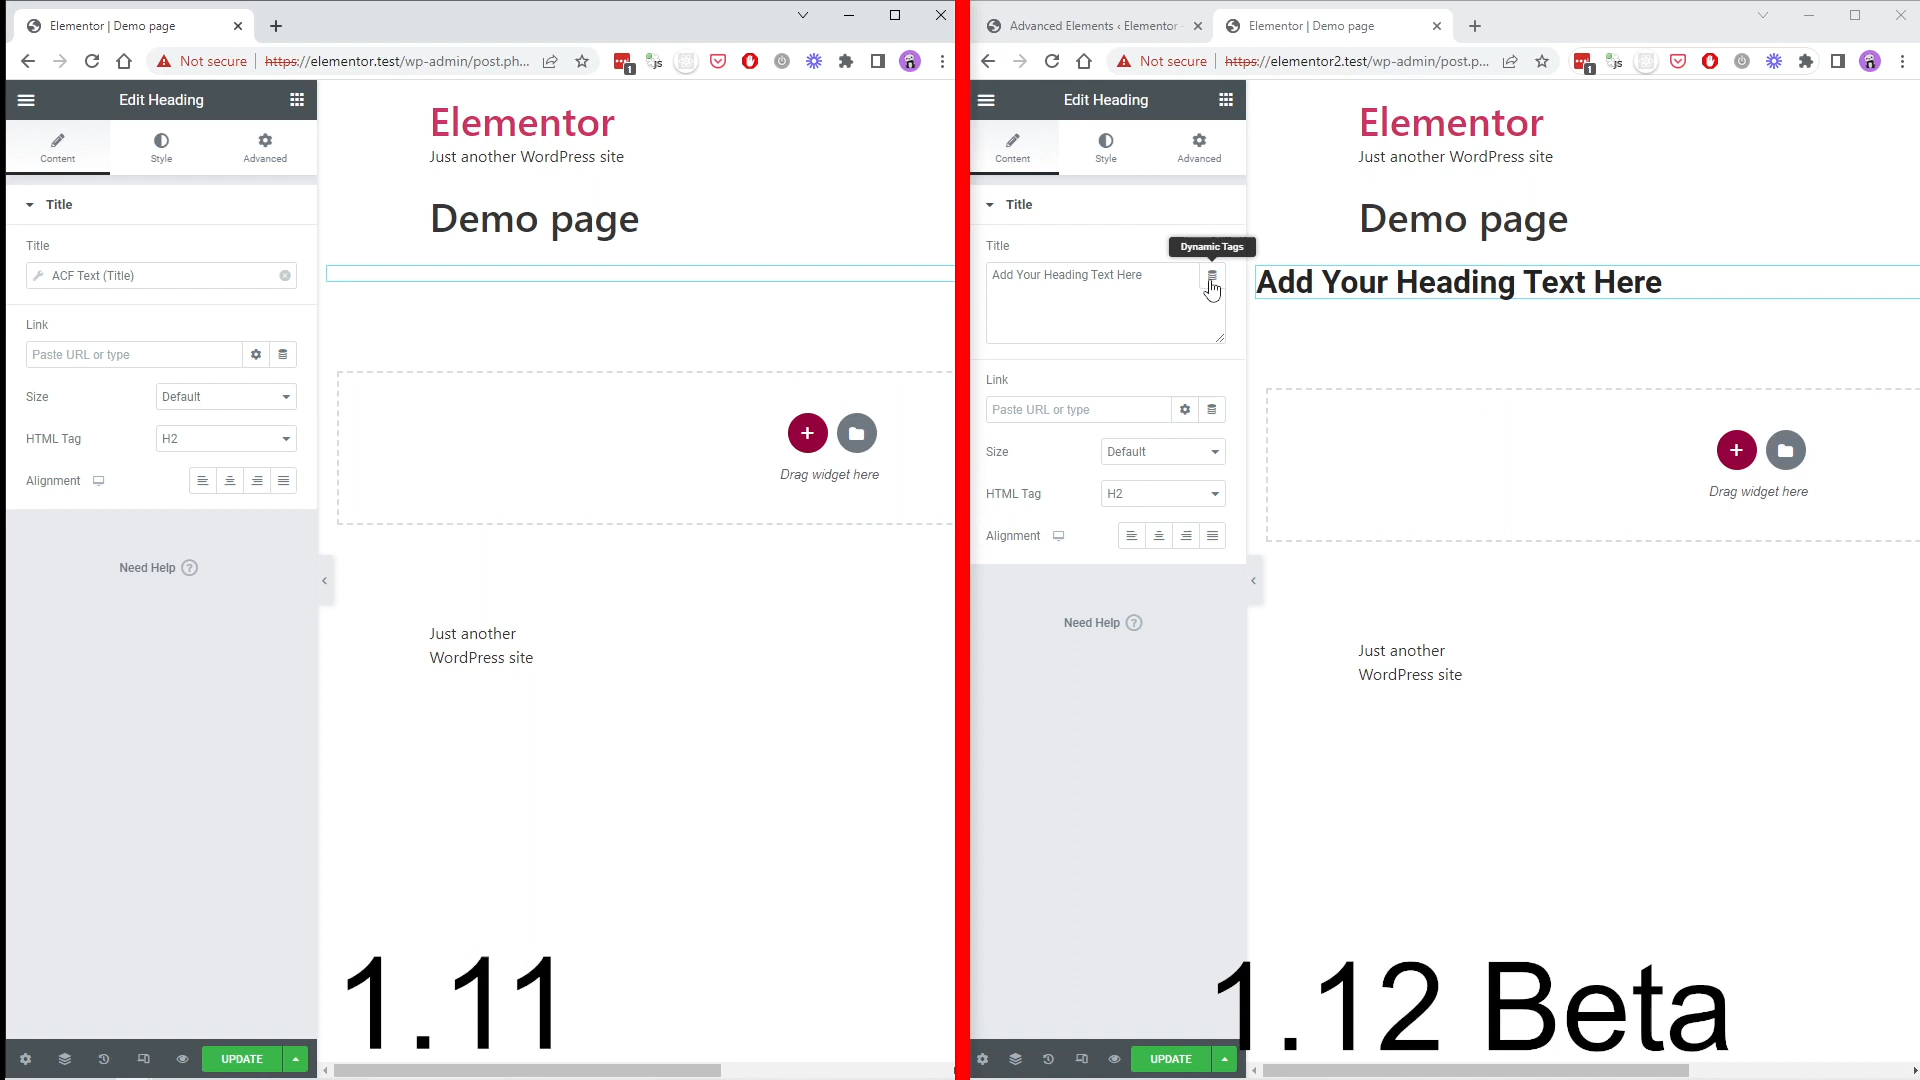 Elementor | Demo page
Not secure https://elementor.test/wp-admin/post.ph...
1
JS
Edit Heading
Content
Style
Advanced
Title
Title
ACF Text (Title)
Link
Paste URL or type
Size
Default
HTML Tag
H2
Alignment
Need Help ?
UPDATE
Elementor
Just another WordPress site
Demo page
Drag widget here
Just another
WordPress site
1.11
Advanced Elements ‹ Elementor
Elementor | Demo page
Not secure https://elementor2.test/wp-admin/post.p...
1
JS
Edit Heading
Content
Style
Advanced
Title
Title
Dynamic Tags
Add Your Heading Text Here
Link
Paste URL or type
Size
Default
HTML Tag
H2
Alignment
Need Help ?
UPDATE
Elementor
Just another WordPress site
Demo page
Add Your Heading Text Here
Drag widget here
Just another
WordPress site
1.12 Beta